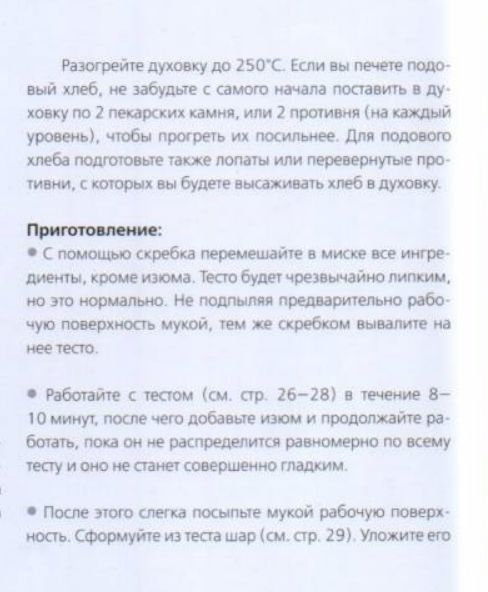 Разогрейте духовку до 250°C. Если вы печете подо-
вый хлеб, не забудьте с самого начала поставить в ду-
ховку по 2 пекарских камня, или 2 противня (на каждый
уровень), чтобы прогреть их посильнее. Для подового
хлеба подготовьте также лопаты или перевернутые про-
тивни, с которых вы будете высаживать хлеб в духовку.
Приготовление:
● С помощью скребка перемешайте в миске все ингре-
диенты, кроме изюма. Тесто будет чрезвычайно липким,
но это нормально. Не подпыляя предварительно рабо-
чую поверхность мукой, тем же скребком вывалите на
нее тесто.
● Работайте с тестом (см. стр. 26—28) в течение 8—
10 минут, после чего добавьте изюм и продолжайте ра-
ботать, пока он не распределится равномерно по всему
тесту и оно не станет совершенно гладким.
● После этого слегка посыпьте мукой рабочую поверх-
ность. Сформуйте из теста шар (см. стр. 29). Уложите его